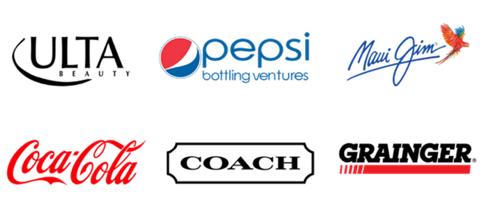 ULTA
BEAUTY
pepsi
bottling ventures
Maui Jim
Coca-Cola
COACH
GRAINGER®